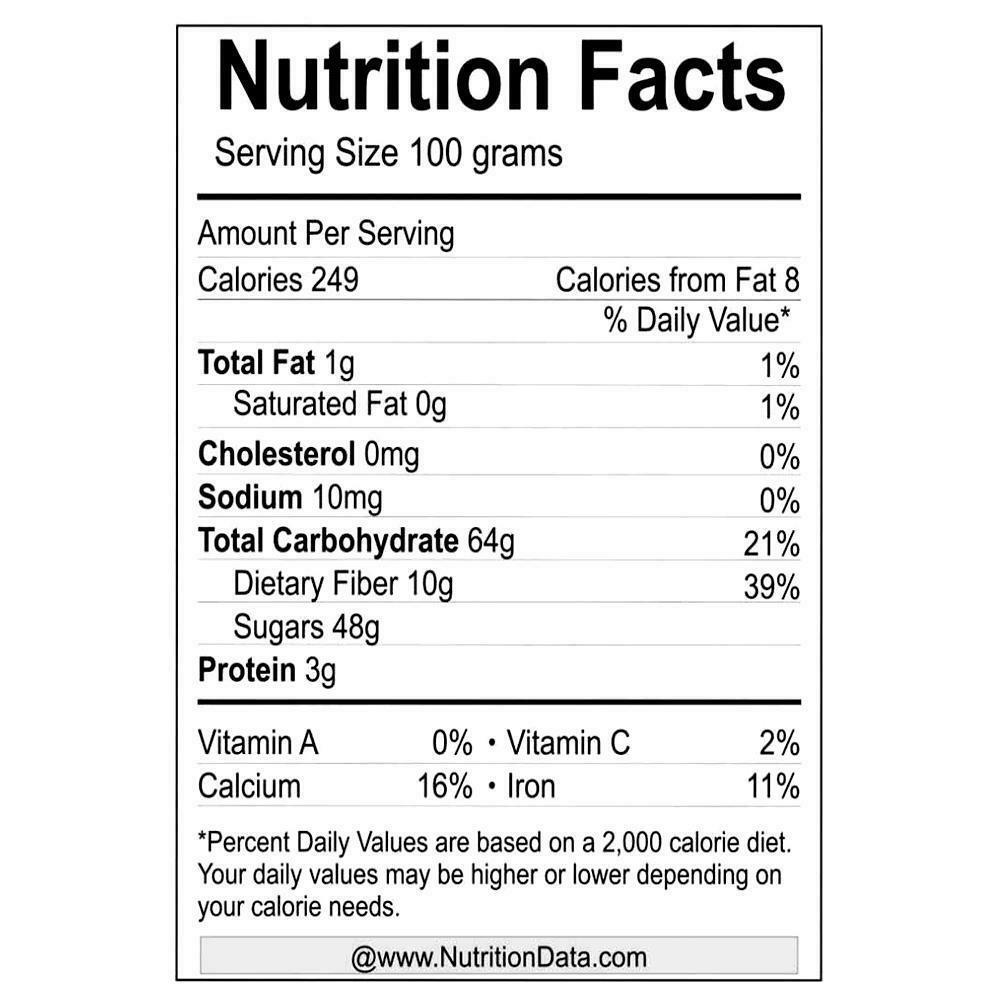 Nutrition Facts
Serving Size 100 grams
Amount Per Serving
Calories 249 Calories from Fat 8
% Daily Value*
Total Fat 1g 1%
Saturated Fat 0g 1%
Cholesterol 0mg 0%
Sodium 10mg 0%
Total Carbohydrate 64g 21%
Dietary Fiber 10g 39%
Sugars 48g
Protein 3g
Vitamin A 0% • Vitamin C 2%
Calcium 16% • Iron 11%
*Percent Daily Values are based on a 2,000 calorie diet.
Your daily values may be higher or lower depending on
your calorie needs.
@www.NutritionData.com